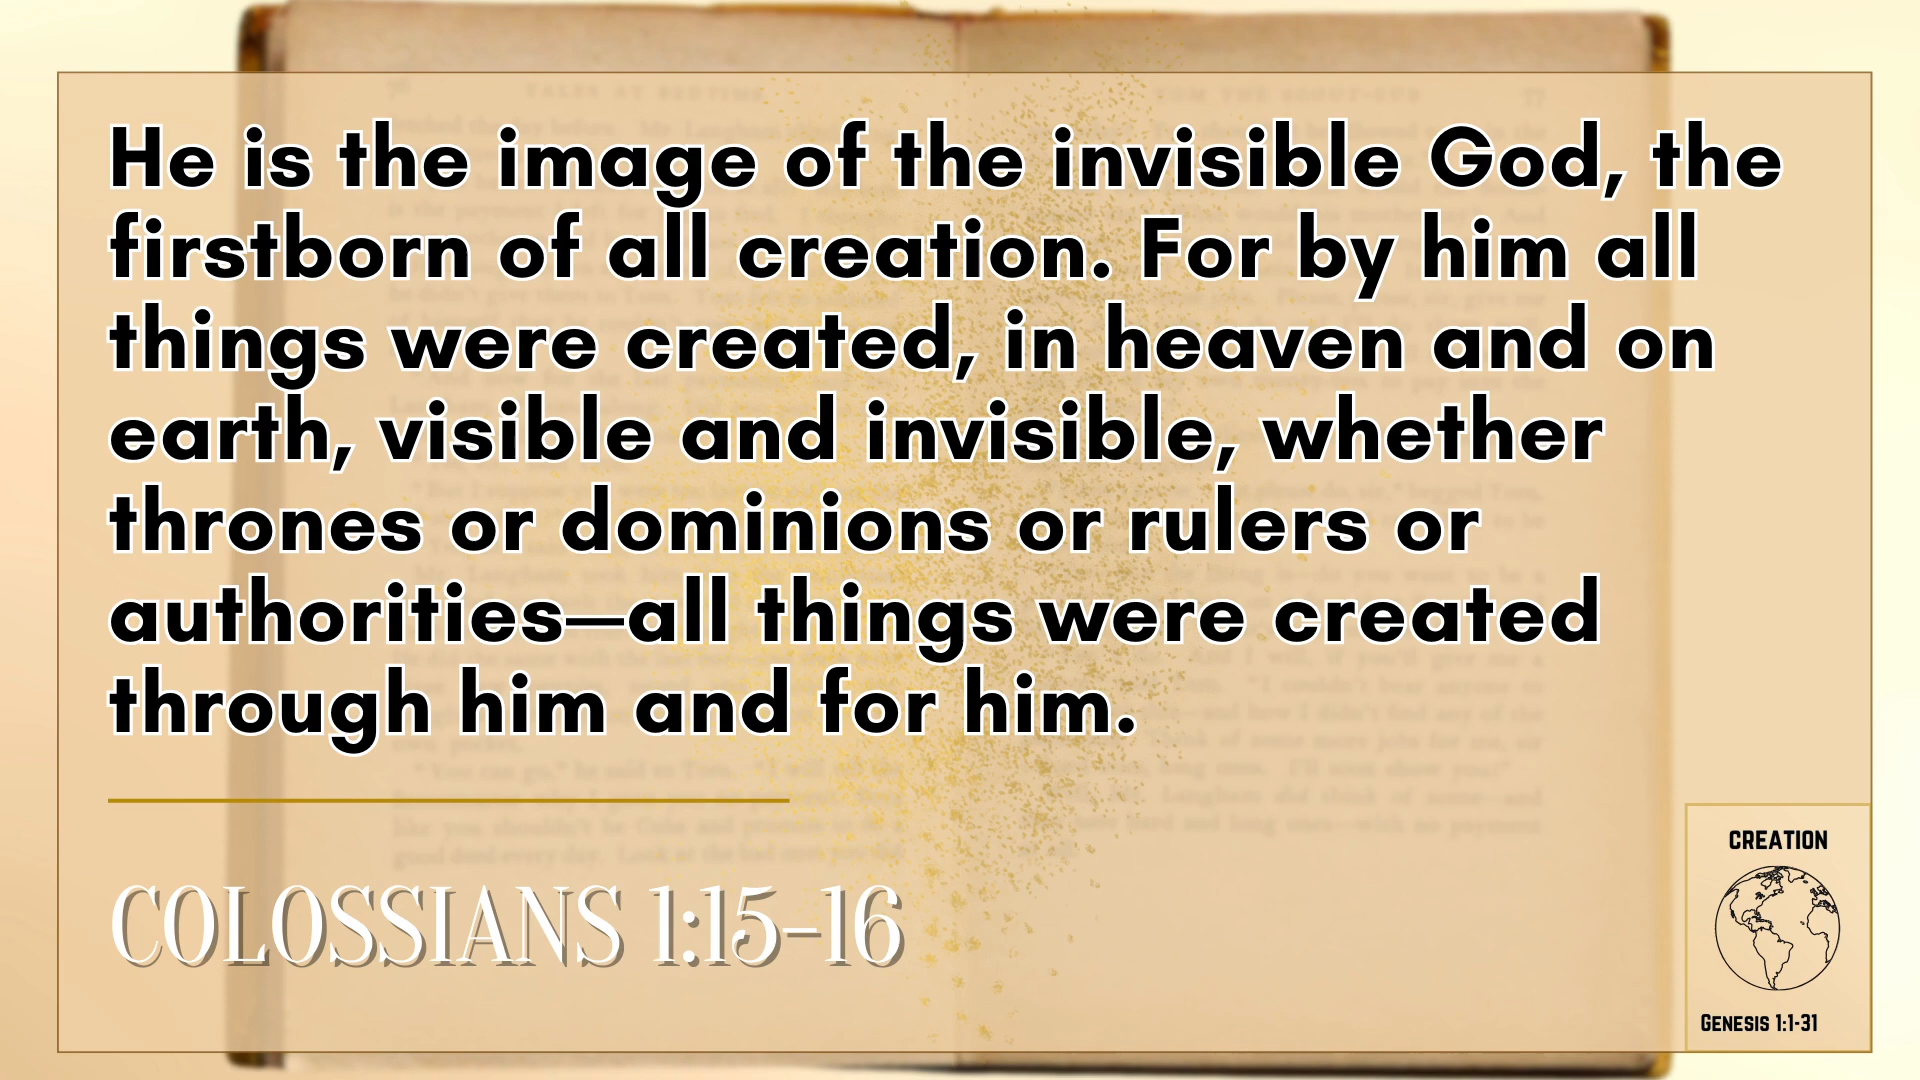 He is the image of the invisible God, the
firstborn of all creation. For by him all
things were created, in heaven and on
earth, visible and invisible, whether
thrones or dominions or rulers or
authorities—all things were created
through him and for him.
COLOSSIANS 1:15-16
CREATION
GENESIS 1:1-31